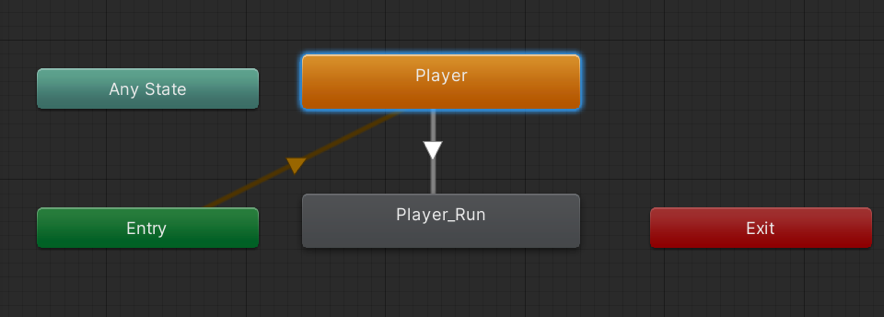 Any State
Player
Entry
Player_Run
Exit